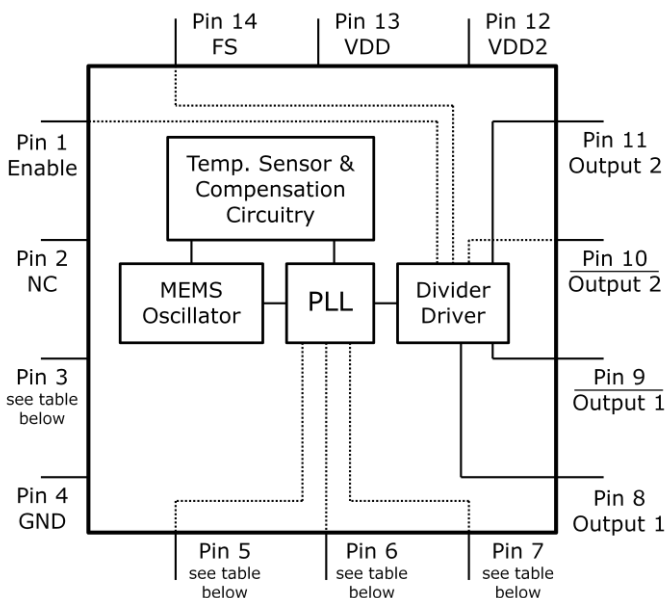 Pin 14
FS
Pin 13
VDD
Pin 12
VDD2
Pin 1
Enable
Pin 11
Output 2
Temp. Sensor &
Compensation
Circuitry
Pin 2
NC
Pin 10
Output 2
MEMS
Oscillator
PLL
Divider
Driver
Pin 3
see table
below
Pin 9
Output 1
Pin 4
GND
Pin 8
Output 1
Pin 5
see table
below
Pin 6
see table
below
Pin 7
see table
below